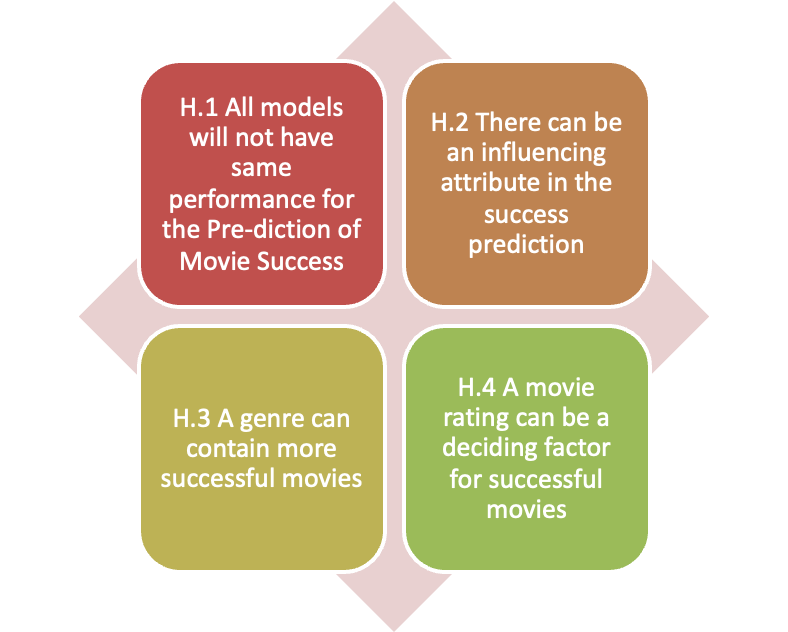 H.1 All models
will not have
same
performance for
the Pre-diction of
Movie Success
H.2 There can be
an influencing
attribute in the
success
prediction
H.3 A genre can
contain more
successful movies
H.4 A movie
rating can be a
deciding factor
for successful
movies